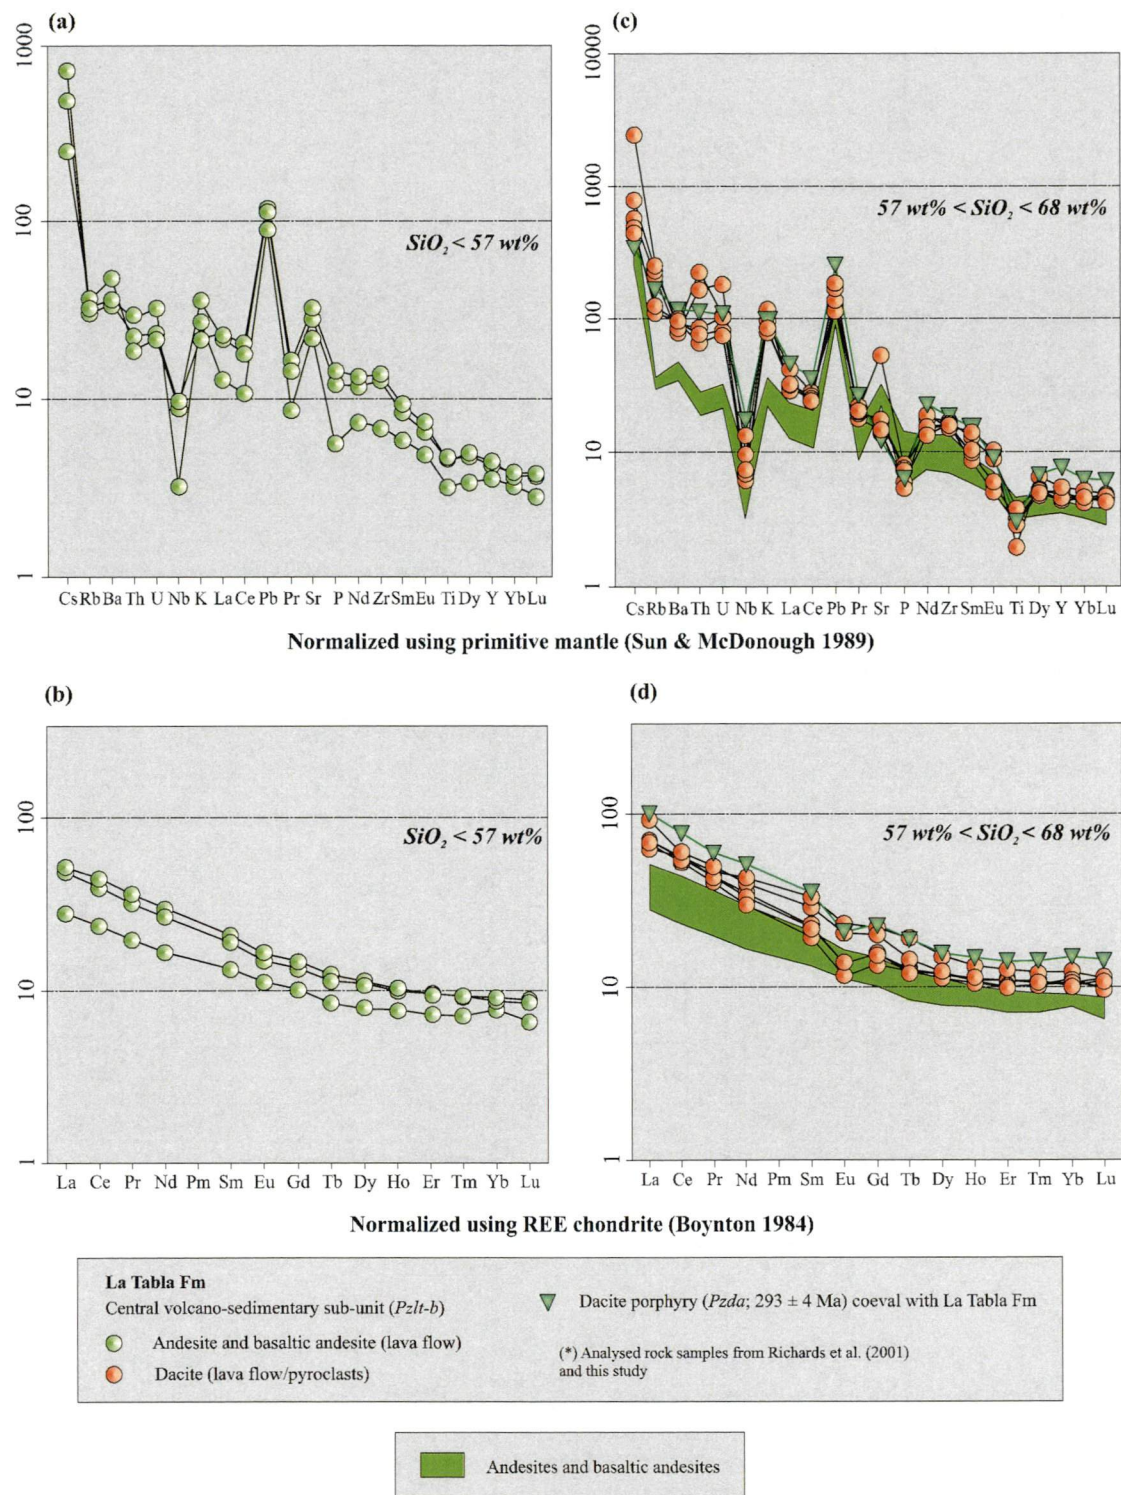 (a)
1000
100
10
1
SiO₂ < 57 wt%
Cs Rb Ba Th U Nb K La Ce Pb Pr Sr P Nd Zr Sm Eu Ti Dy Y Yb Lu
(c)
10000
1000
100
10
1
57 wt% < SiO₂ < 68 wt%
Cs Rb Ba Th U Nb K La Ce Pb Pr Sr P Nd Zr Sm Eu Ti Dy Y Yb Lu
Normalized using primitive mantle (Sun & McDonough 1989)
(b)
100
10
1
SiO₂ < 57 wt%
La Ce Pr Nd Pm Sm Eu Gd Tb Dy Ho Er Tm Yb Lu
(d)
100
10
1
57 wt% < SiO₂ < 68 wt%
La Ce Pr Nd Pm Sm Eu Gd Tb Dy Ho Er Tm Yb Lu
Normalized using REE chondrite (Boynton 1984)
La Tabla Fm
Central volcano-sedimentary sub-unit (Pzlt-b)
Andesite and basaltic andesite (lava flow)
Dacite (lava flow/pyroclasts)
Dacite porphyry (Pzda; 293 ± 4 Ma) coeval with La Tabla Fm
(*) Analysed rock samples from Richards et al. (2001)
and this study
Andesites and basaltic andesites